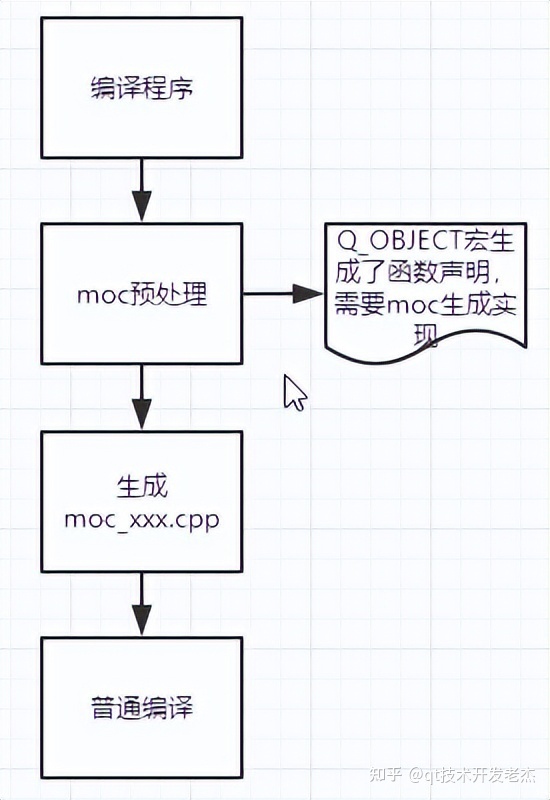 编译程序
moc预处理
Q_OBJECT宏生
成了函数声明，
需要moc生成实
现
生成
moc_xxx.cpp
普通编译
知乎 @qt技术开发老杰